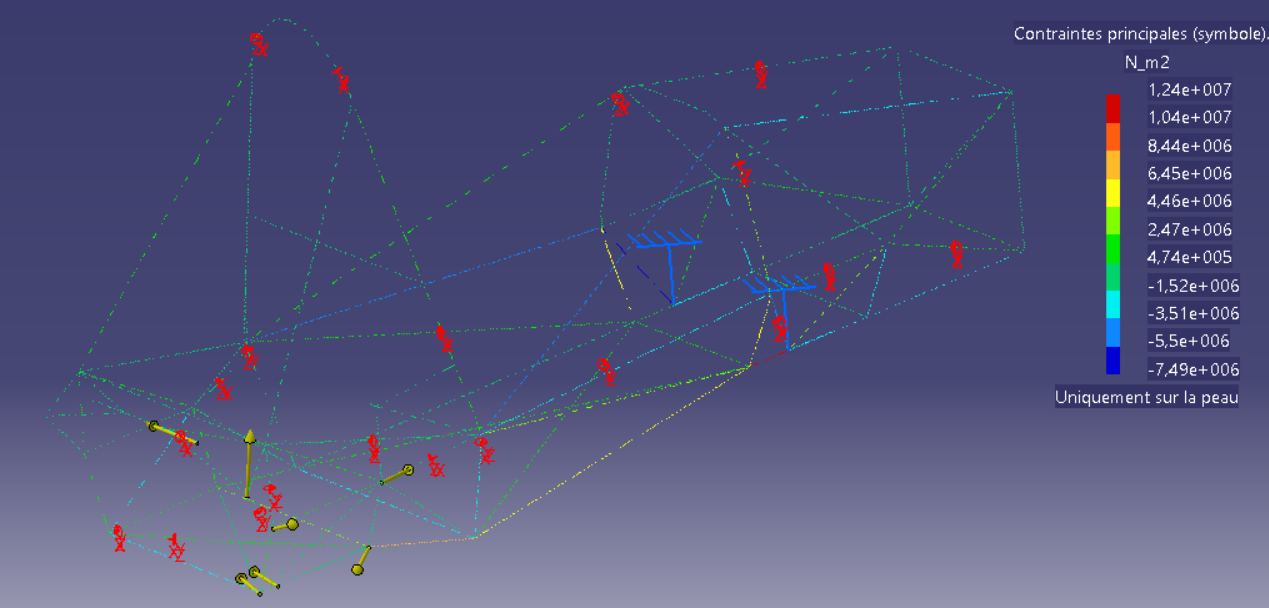 Contraintes principales (symbole).
N_m2
1,24e+007
1,04e+007
8,44e+006
6,45e+006
4,46e+006
2,47e+006
4,74e+005
-1,52e+006
-3,51e+006
-5,5e+006
-7,49e+006
Uniquement sur la peau